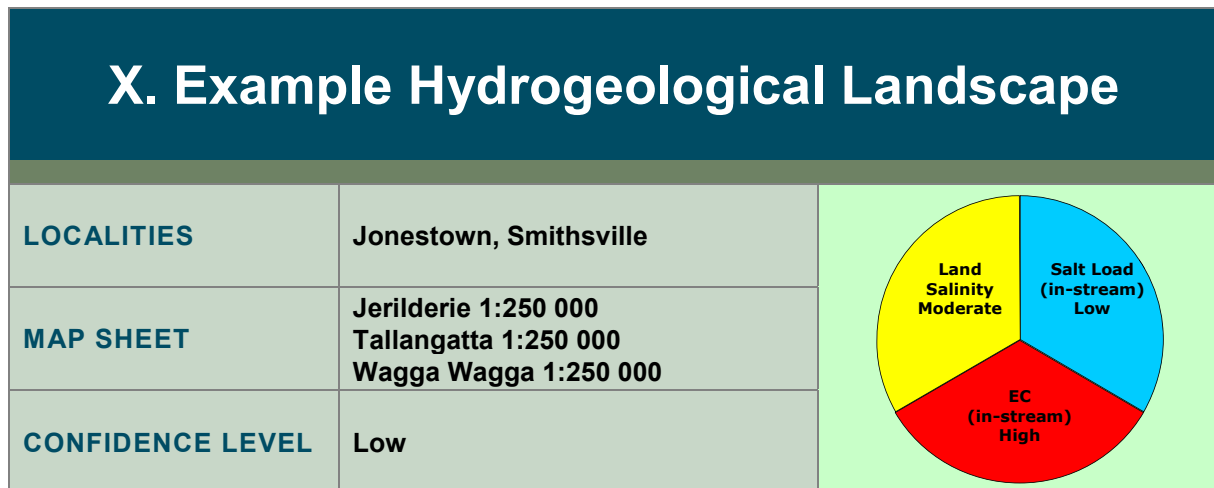 X. Example Hydrogeological Landscape
LOCALITIES
Jonestown, Smithsville
MAP SHEET
Jerilderie 1:250 000
Tallangatta 1:250 000
Wagga Wagga 1:250 000
CONFIDENCE LEVEL
Low
Land
Salinity
Moderate
Salt Load
(in-stream)
Low
EC
(in-stream)
High